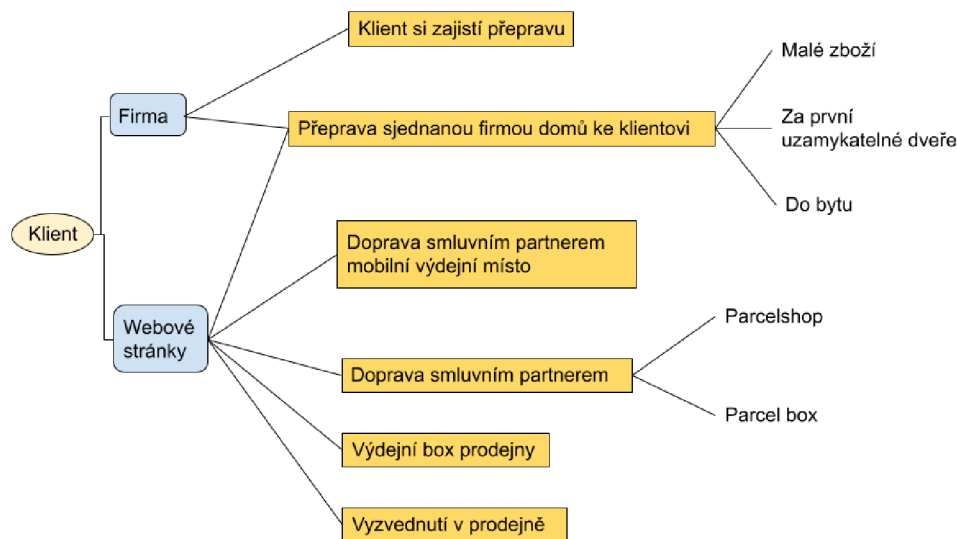 Klient si zajistí přepravu
Malé zboží
Firma
Přeprava sjednanou firmou domů ke klientovi
Za první
uzamykatelné dveře
Do bytu
Klient
Doprava smluvním partnerem
mobilní výdejní místo
Webové
stránky
Parcelshop
Doprava smluvním partnerem
Parcel box
Výdejní box prodejny
Vyzvednutí v prodejně